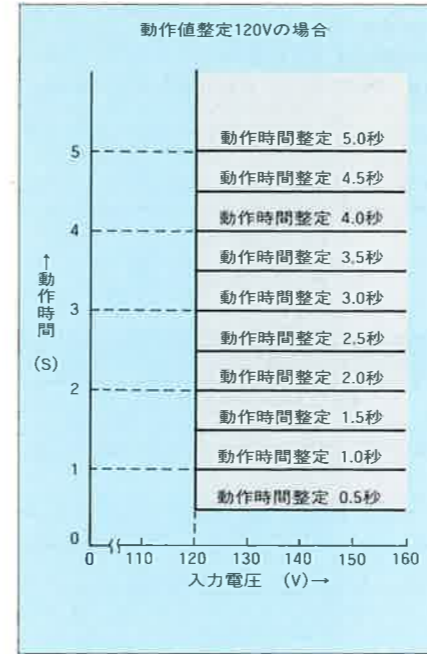 動作値整定120Vの場合
動作時間整定 5.0秒
5
動作時間整定 4.5秒
動作時間整定 4.0秒
4
動作時間整定 3.5秒
↑動作時間
(S)
動作時間整定 3.0秒
3
動作時間整定 2.5秒
動作時間整定 2.0秒
2
動作時間整定 1.5秒
動作時間整定 1.0秒
1
動作時間整定 0.5秒
0
0 110 120 130 140 150 160
入力電圧 (V)→